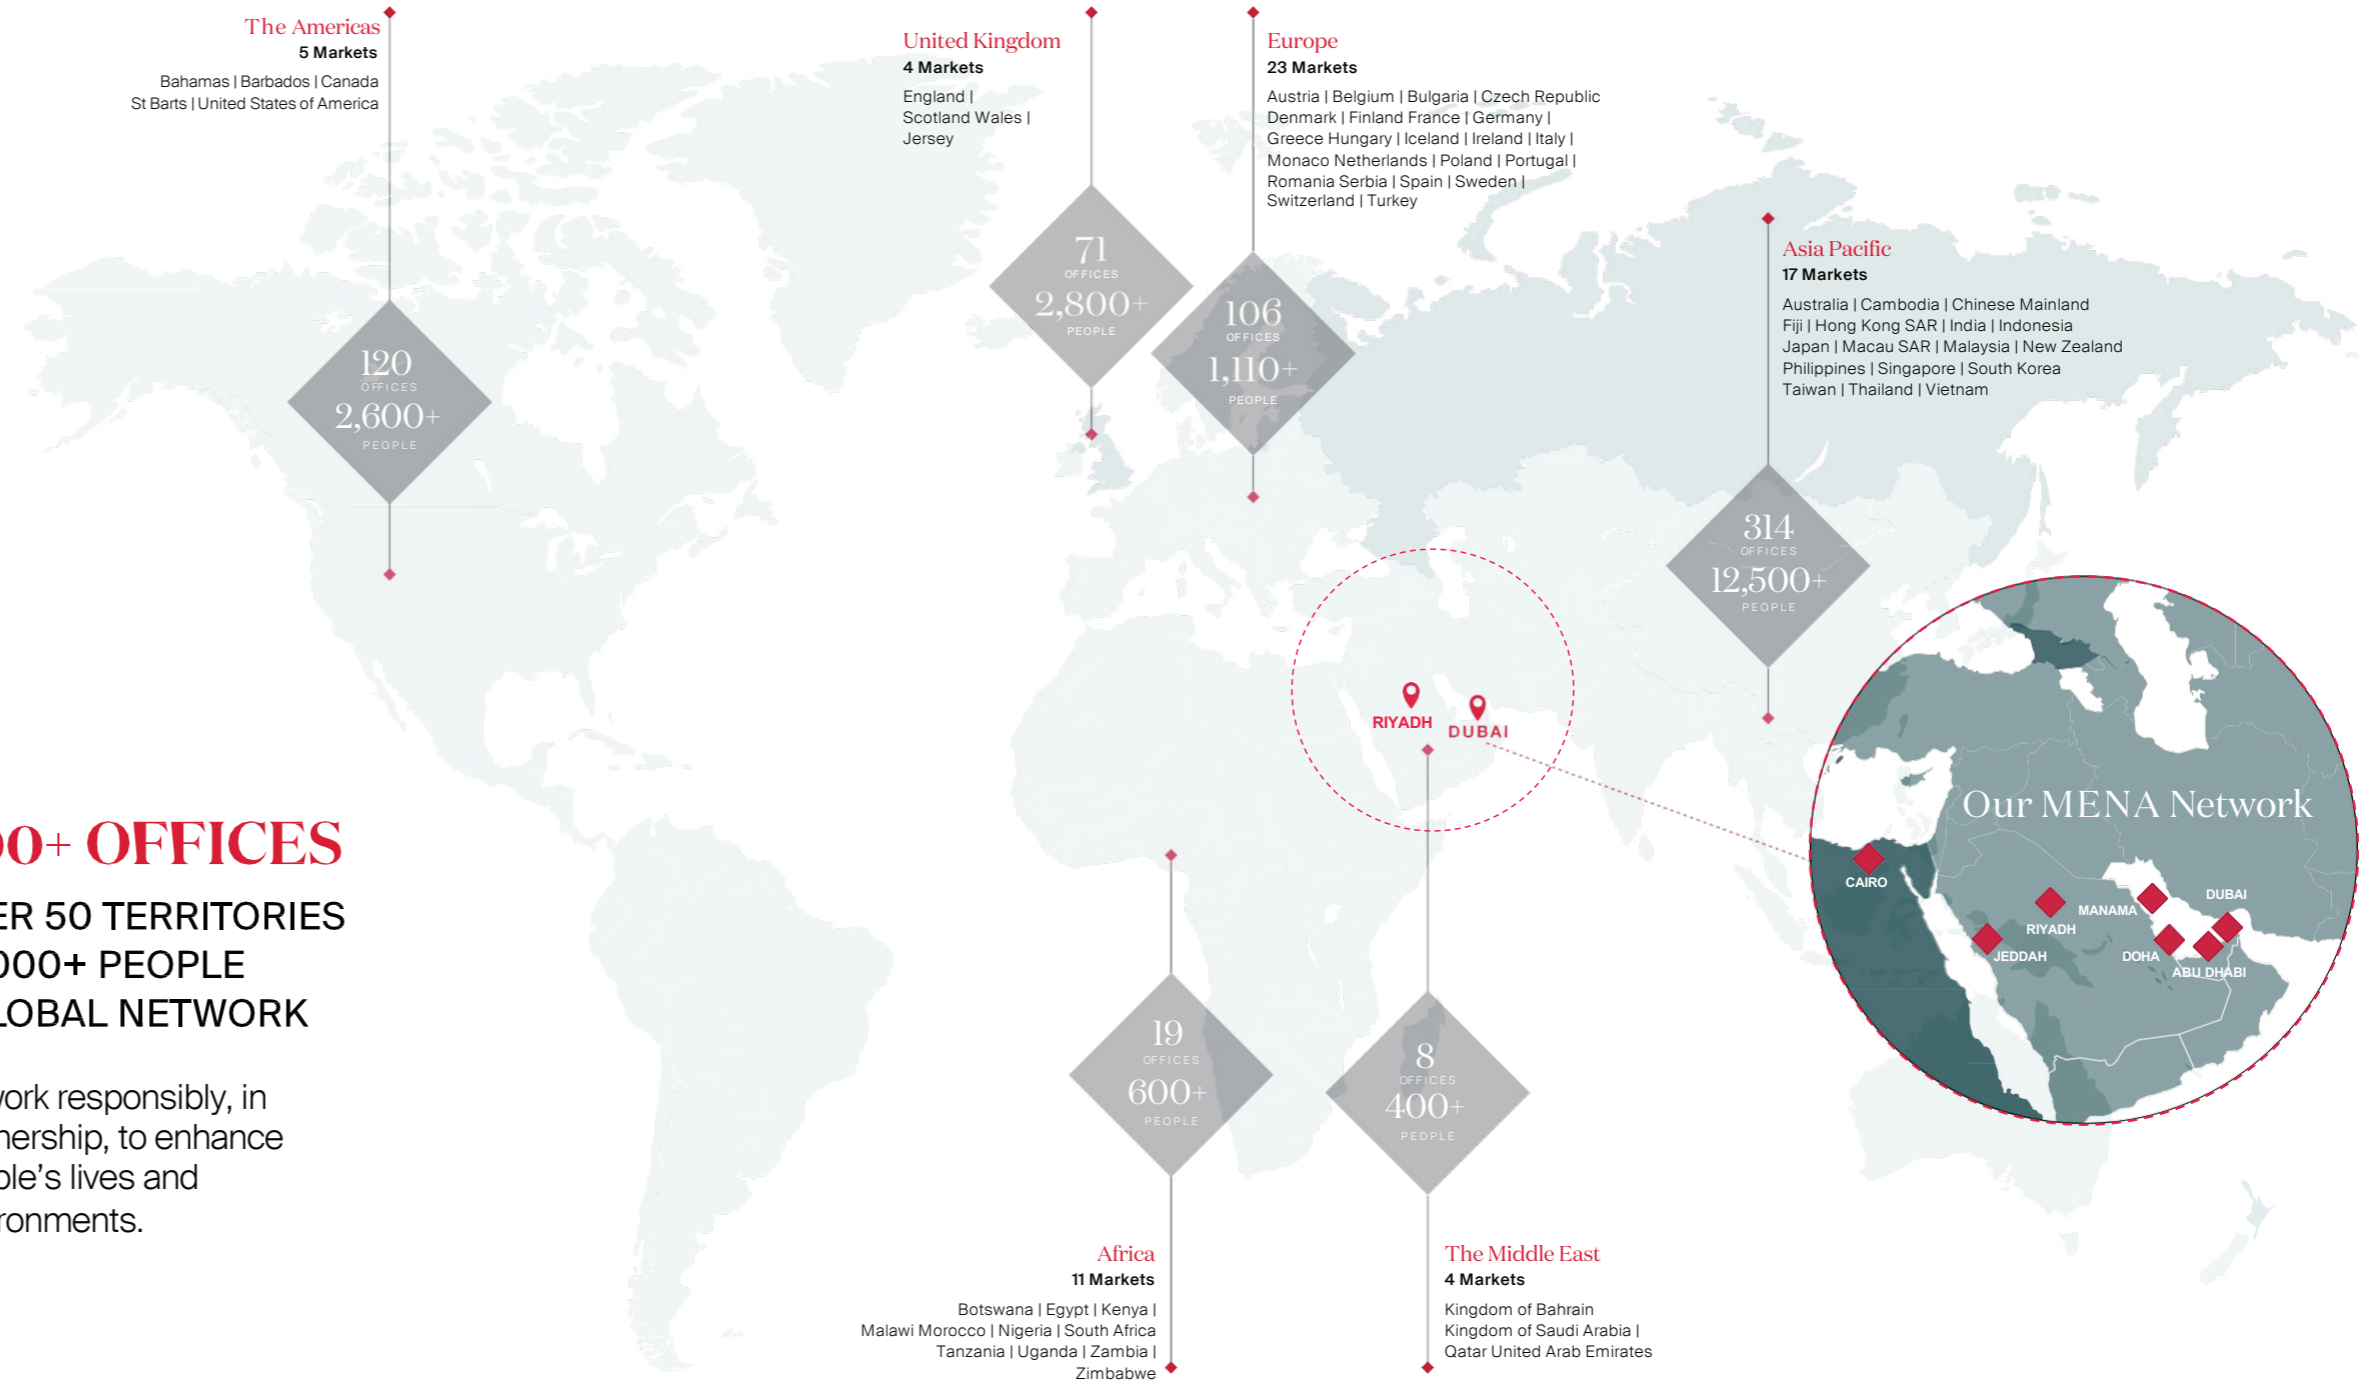 The Americas
5 Markets
Bahamas | Barbados | Canada
St Barts | United States of America
120
OFFICES
2,600+
PEOPLE
United Kingdom
4 Markets
England |
Scotland Wales |
Jersey
71
OFFICES
2,800+
PEOPLE
Europe
23 Markets
Austria | Belgium | Bulgaria | Czech Republic
Denmark | Finland France | Germany |
Greece Hungary | Iceland | Ireland | Italy |
Monaco Netherlands | Poland | Portugal |
Romania Serbia | Spain | Sweden |
Switzerland | Turkey
106
OFFICES
1,110+
PEOPLE
Asia Pacific
17 Markets
Australia | Cambodia | Chinese Mainland
Fiji | Hong Kong SAR | India | Indonesia
Japan | Macau SAR | Malaysia | New Zealand
Philippines | Singapore | South Korea
Taiwan | Thailand | Vietnam
314
OFFICES
12,500+
PEOPLE
RIYADH
DUBAI
Our MENA Network
CAIRO
DUBAI
MANAMA
RIYADH
JEDDAH
DOHA
ABU DHABI
00+ OFFICES
ER 50 TERRITORIES
000+ PEOPLE
LOBAL NETWORK
work responsibly, in
nership, to enhance
ple's lives and
ronments.
19
OFFICES
600+
PEOPLE
Africa
11 Markets
Botswana | Egypt | Kenya |
Malawi Morocco | Nigeria | South Africa
Tanzania | Uganda | Zambia |
Zimbabwe
8
OFFICES
400+
PEOPLE
The Middle East
4 Markets
Kingdom of Bahrain
Kingdom of Saudi Arabia |
Qatar United Arab Emirates